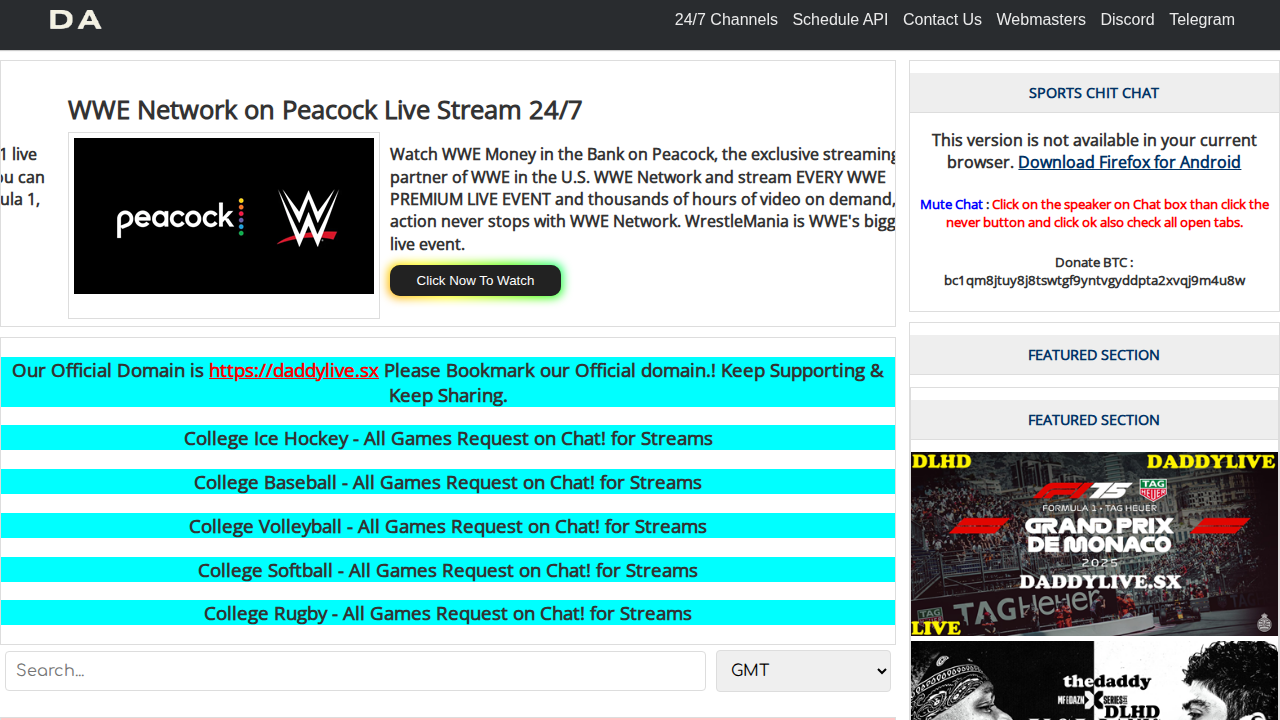 DA
24/7 Channels Schedule API Contact Us Webmasters Discord Telegram
1 live
ou can
ula 1,
WWE Network on Peacock Live Stream 24/7
peacock W
Watch WWE Money in the Bank on Peacock, the exclusive streaming
partner of WWE in the U.S. WWE Network and stream EVERY WWE
PREMIUM LIVE EVENT and thousands of hours of video on demand,
action never stops with WWE Network. WrestleMania is WWE's bigg
live event.
Click Now To Watch
Our Official Domain is https://daddylive.sx Please Bookmark our Official domain.! Keep Supporting &
Keep Sharing.
College Ice Hockey - All Games Request on Chat! for Streams
College Baseball - All Games Request on Chat! for Streams
College Volleyball - All Games Request on Chat! for Streams
College Softball - All Games Request on Chat! for Streams
College Rugby - All Games Request on Chat! for Streams
Search...
GMT
SPORTS CHIT CHAT
This version is not available in your current
browser. Download Firefox for Android
Mute Chat : Click on the speaker on Chat box than click the
never button and click ok also check all open tabs.
Donate BTC :
bc1qm8jtuy8j8tswtgf9yntvgyddpta2xvqj9m4u8w
FEATURED SECTION
FEATURED SECTION
DLHD DADDYLIVE
F1 75 TAG HEUER
FORMULA 1 • TAG HEUER
GRAND PRIX
DE MONACO
2025
DADDYLIVE.SX
TAG Heuer
LIVE
thedaddy
MF DAZN X SERIES
DLHD